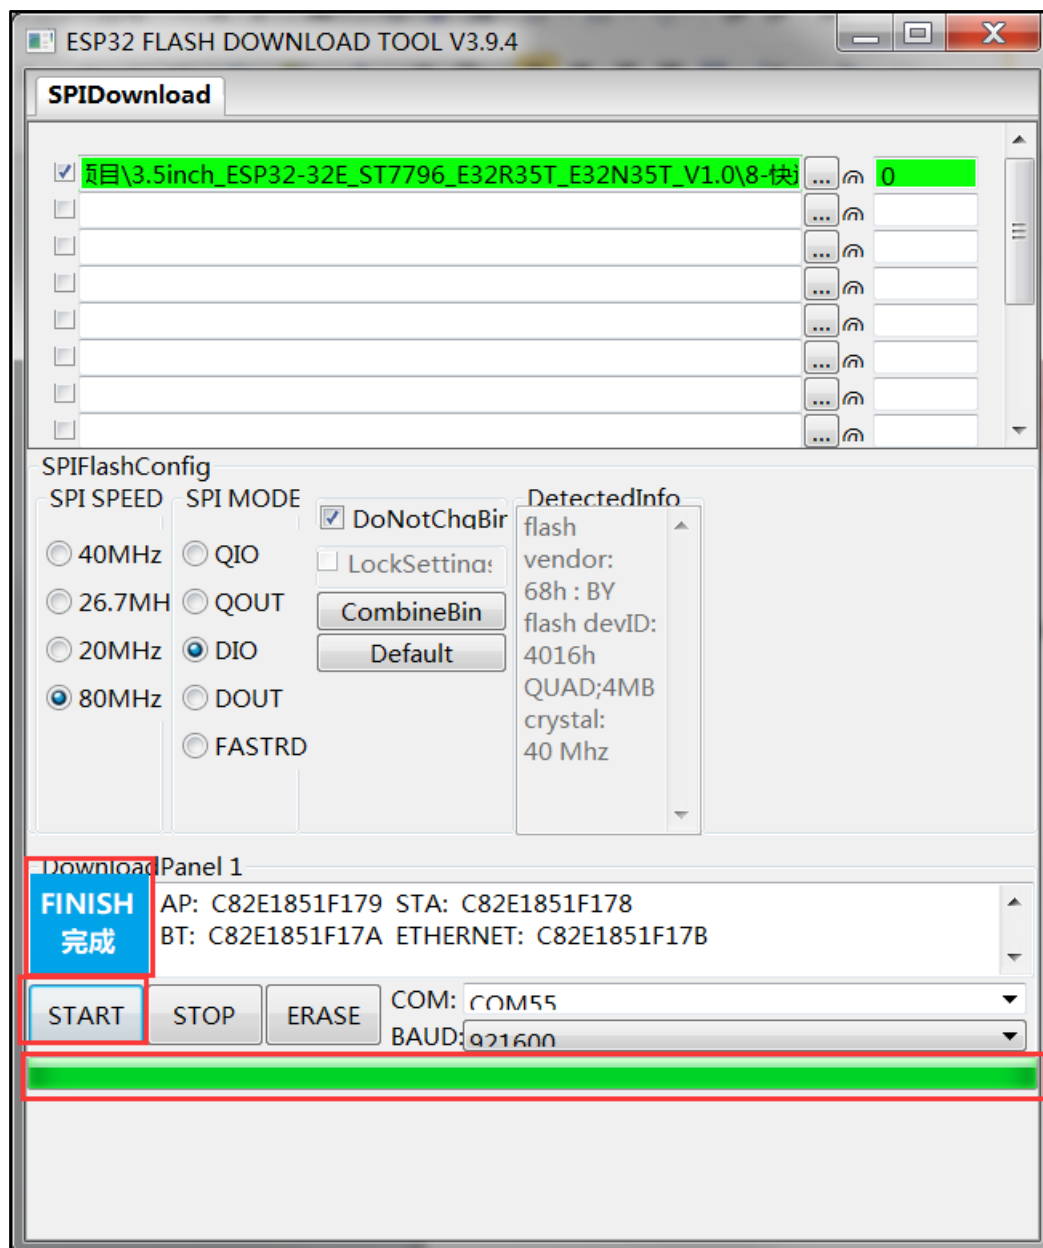 ESP32 FLASH DOWNLOAD TOOL V3.9.4
SPIDownload
项目\3.5inch_ESP32-32E_ST7796_E32R35T_E32N35T_V1.0\8-快 ... @ 0
... @
... @
... @
... @
... @
... @
... @
SPIFlashConfig
SPI SPEED
40MHz
26.7MH
20MHz
80MHz
SPI MODE
QIO
QOUT
DIO
DOUT
FASTRD
DoNotChgBin
LockSettings
CombineBin
Default
DetectedInfo
flash
vendor:
68h : BY
flash devID:
4016h
QUAD;4MB
crystal:
40 Mhz
DownloadPanel 1
FINISH
完成
AP: C82E1851F179 STA: C82E1851F178
BT: C82E1851F17A ETHERNET: C82E1851F17B
START
STOP
ERASE
COM: COM55
BAUD: 921600